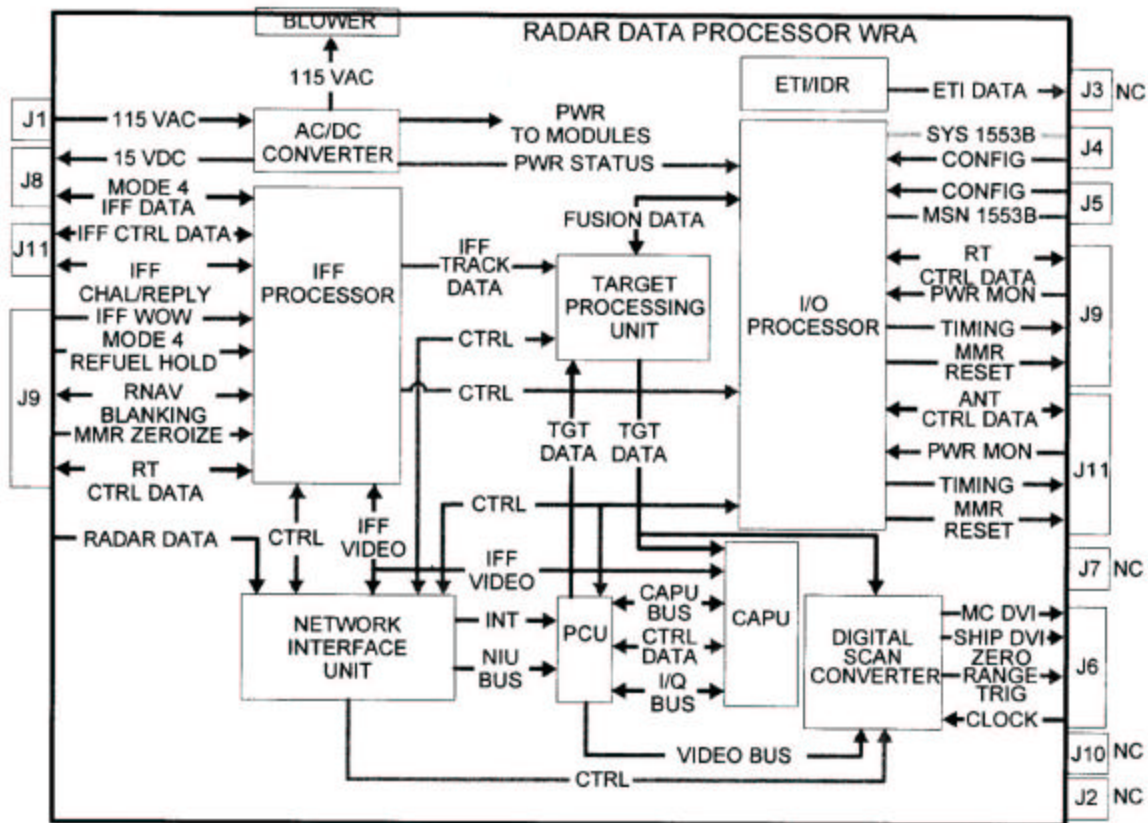 BLOWER
RADAR DATA PROCESSOR WRA
115 VAC
ETI/IDR
ETI DATA
J3 NC
J1
115 VAC
AC/DC
CONVERTER
PWR
TO MODULES
15 VDC
PWR STATUS
SYS 1553B
CONFIG
J4
J8
MODE 4
IFF DATA
FUSION DATA
CONFIG
MSN 1553B
J5
J11
IFF CTRL DATA
IFF
CHAL/REPLY
IFF
PROCESSOR
IFF
TRACK
DATA
TARGET
PROCESSING
UNIT
I/O
PROCESSOR
RT
CTRL DATA
PWR MON
TIMING
MMR
RESET
J9
IFF WOW
MODE 4
REFUEL HOLD
RNAV
BLANKING
MMR ZEROIZE
RT
CTRL DATA
J9
CTRL
CTRL
TGT
DATA
TGT
DATA
ANT
CTRL DATA
PWR MON
TIMING
MMR
RESET
J11
RADAR DATA
CTRL
IFF
VIDEO
CTRL
IFF
VIDEO
J7 NC
NETWORK
INTERFACE
UNIT
INT
NIU
BUS
PCU
CAPU
BUS
CTRL
DATA
I/Q
BUS
CAPU
DIGITAL
SCAN
CONVERTER
MC DVI
SHIP DVI
ZERO
RANGE
TRIG
CLOCK
J6
VIDEO BUS
CTRL
J10 NC
J2 NC